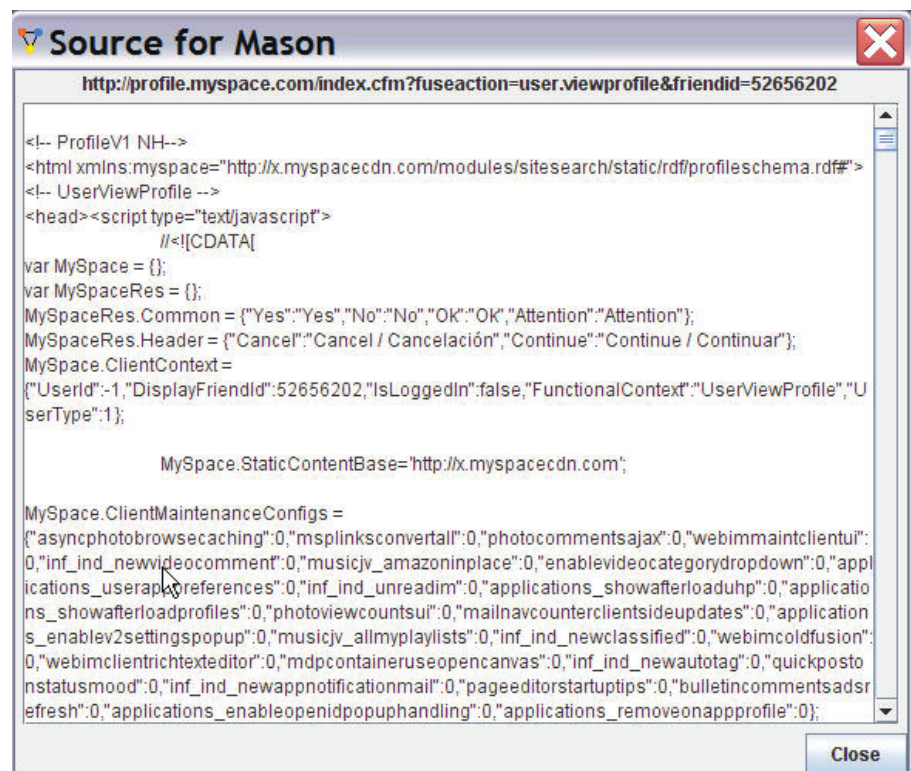 Source for Mason
http://profile.myspace.com/index.cfm?fuseaction=user.viewprofile&friendid=52656202
<!-- ProfileV1 NH-->
<html xmlns:myspace="http://x.myspacecdn.com/modules/sitesearch/static/rdf/profileschema.rdf#">
<!-- UserViewProfile -->
<head><script type="text/javascript">
//<![CDATA[
var MySpace = {};
var MySpaceRes = {};
MySpaceRes.Common = {"Yes":"Yes","No":"No","Ok":"Ok","Attention":"Attention"};
MySpaceRes.Header = {"Cancel":"Cancel / Cancelación","Continue":"Continue / Continuar"};
MySpace.ClientContext =
{"UserId":-1,"DisplayFriendId":52656202,"IsLoggedIn":false,"FunctionalContext":"UserViewProfile","U
serType":1};
MySpace.StaticContentBase='http://x.myspacecdn.com';
MySpace.ClientMaintenanceConfigs =
{"asyncphotobrowsecaching":0,"msplinksconvertall":0,"photocommentsajax":0,"webimmaintclientui":
0,"inf_ind_newvideocomment":0,"musicjv_amazoninplace":0,"enablevideocategorydropdown":0,"appl
ications_userapppreferences":0,"inf_ind_unreadim":0,"applications_showafterloaduhp":0,"applicatio
ns_showafterloadprofiles":0,"photoviewcountsui":0,"mailnavcounterclientsideupdates":0,"application
s_enablev2settingspopup":0,"musicjv_allmyplaylists":0,"inf_ind_newclassified":0,"webimcoldfusion":
0,"webimclientrichtexteditor":0,"mdpcontaineruseopencanvas":0,"inf_ind_newautotag":0,"quickposto
nstatusmood":0,"inf_ind_newappnotificationmail":0,"pageeditorstartuptips":0,"bulletincommentsadsr
efresh":0,"applications_enableopenidpopuphandling":0,"applications_removeonappprofile":0};
Close